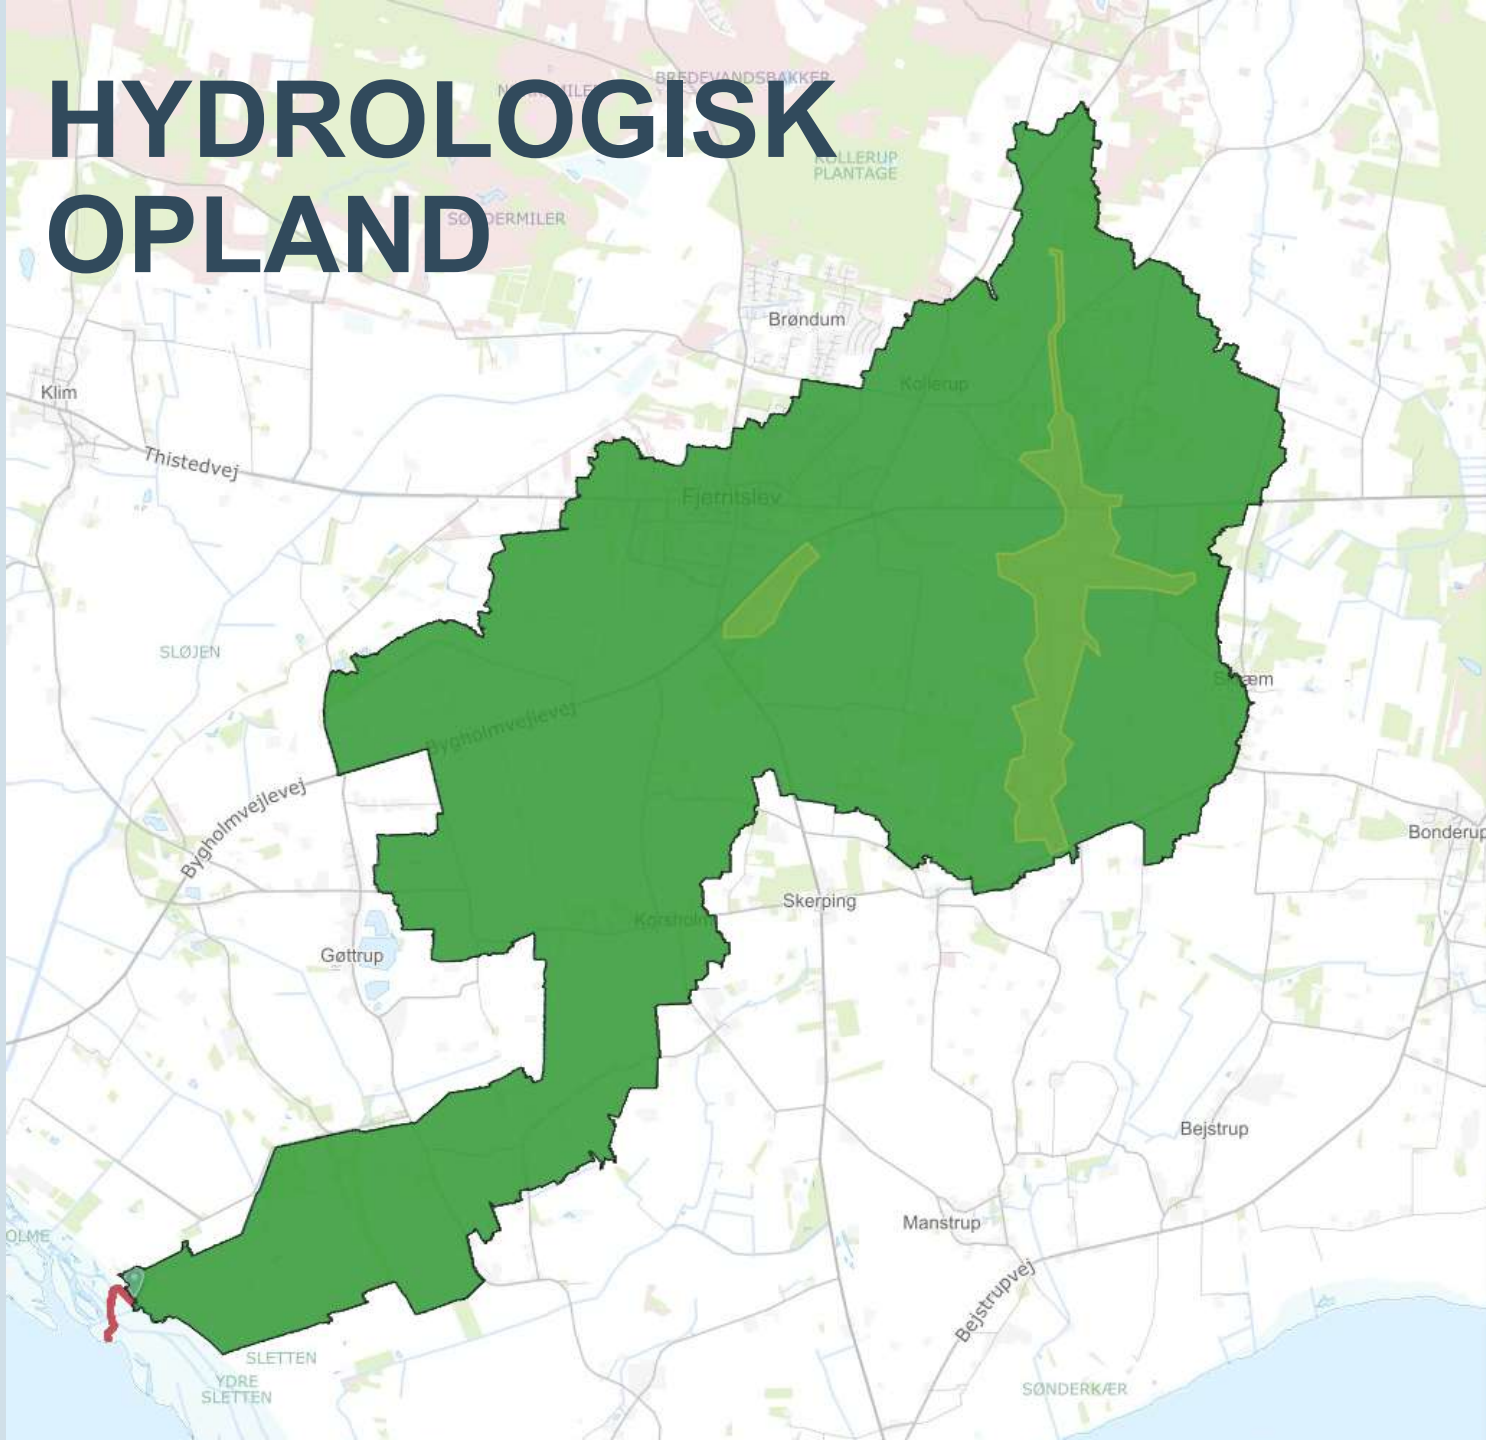 HYDROLOGISK
OPLAND
BREDEVANDSBAKKER
KOLLERUP
PLANTAGE
SØNDERMILER
Brøndum
Klim
Kollerup
Thistedvej
Fjerritslev
SLØJEN
Bygholmvejlevej
Bygholmvejlevej
Bonderup
Skerping
Korsholm
Gøttrup
Bejstrup
Manstrup
OLME
Bejstrupvej
SLETTEN
YDRE
SLETTEN
SØNDERKÆR